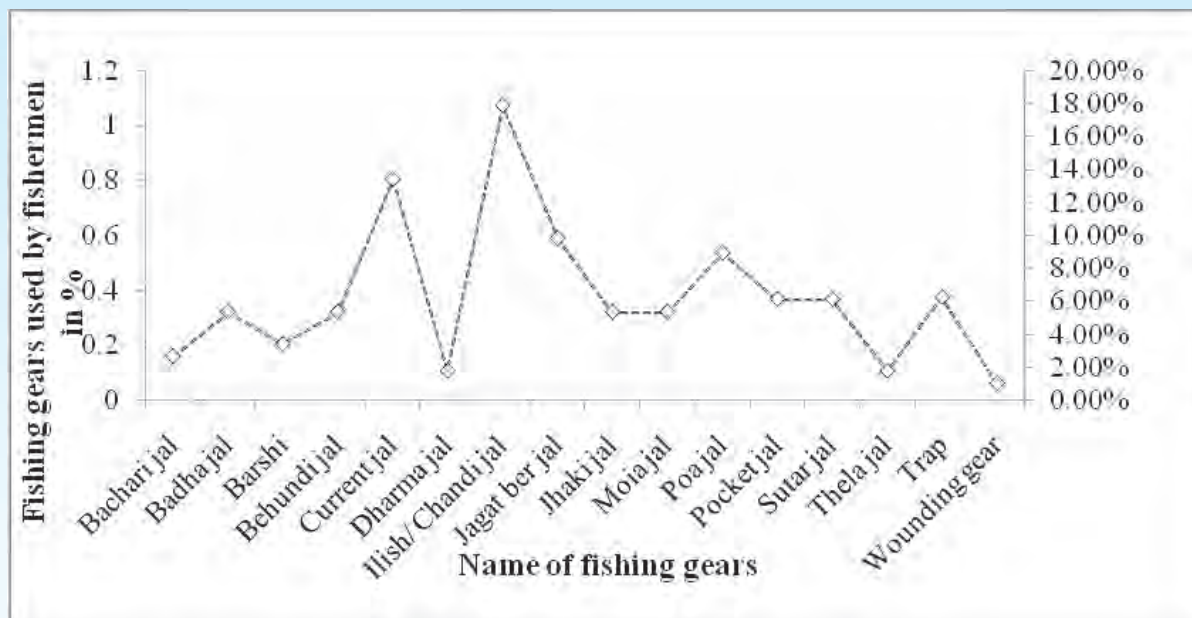 Fishing gears used by fishermen
in %
1.2
1
0.8
0.6
0.4
0.2
0
20.00%
18.00%
16.00%
14.00%
12.00%
10.00%
8.00%
6.00%
4.00%
2.00%
0.00%
Bachari jal
Badha jal
Barshi
Behundi jal
Current jal
Dharma jal
Ilish/ Chandi jal
Jagat ber jal
Jhaki jal
Moia jal
Poa jal
Pocket jal
Sutar jal
Thela jal
Trap
Wounding gear
Name of fishing gears